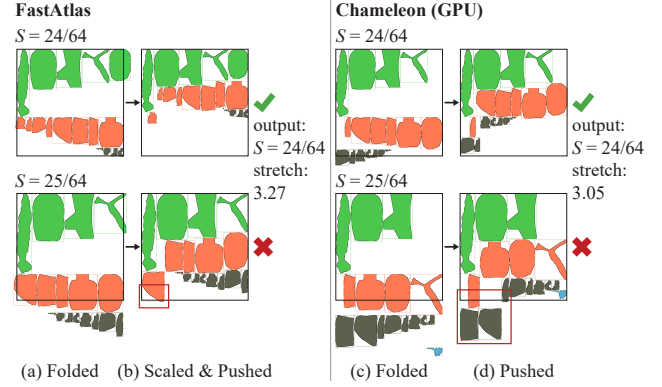 FastAtlas
S = 24/64
output:
S = 24/64
stretch:
3.27
S = 25/64
(a) Folded
(b) Scaled & Pushed
Chameleon (GPU)
S = 24/64
output:
S = 24/64
stretch:
3.05
S = 25/64
(c) Folded
(d) Pushed